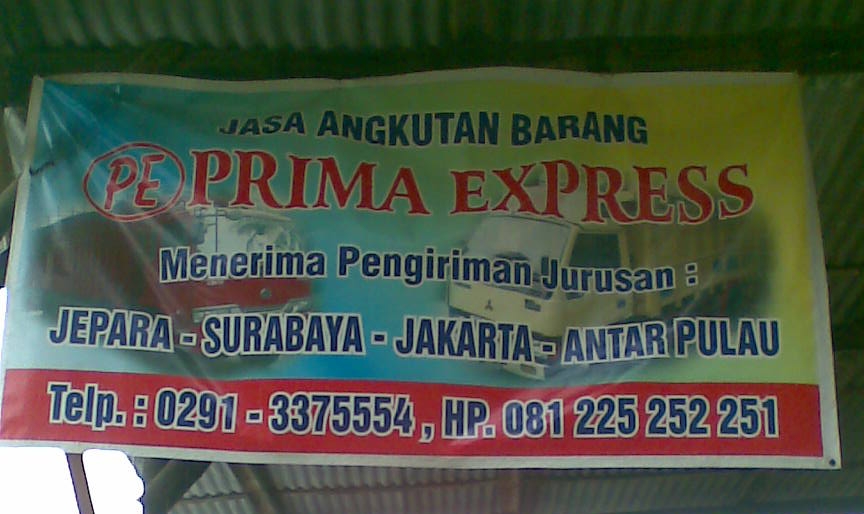 JASA ANGKUTAN BARANG
PE PRIMA EXPRESS
Menerima Pengiriman Jurusan :
JEPARA - SURABAYA - JAKARTA - ANTAR PULAU
Telp. : 0291 - 3375554 , HP. 081 225 252 251